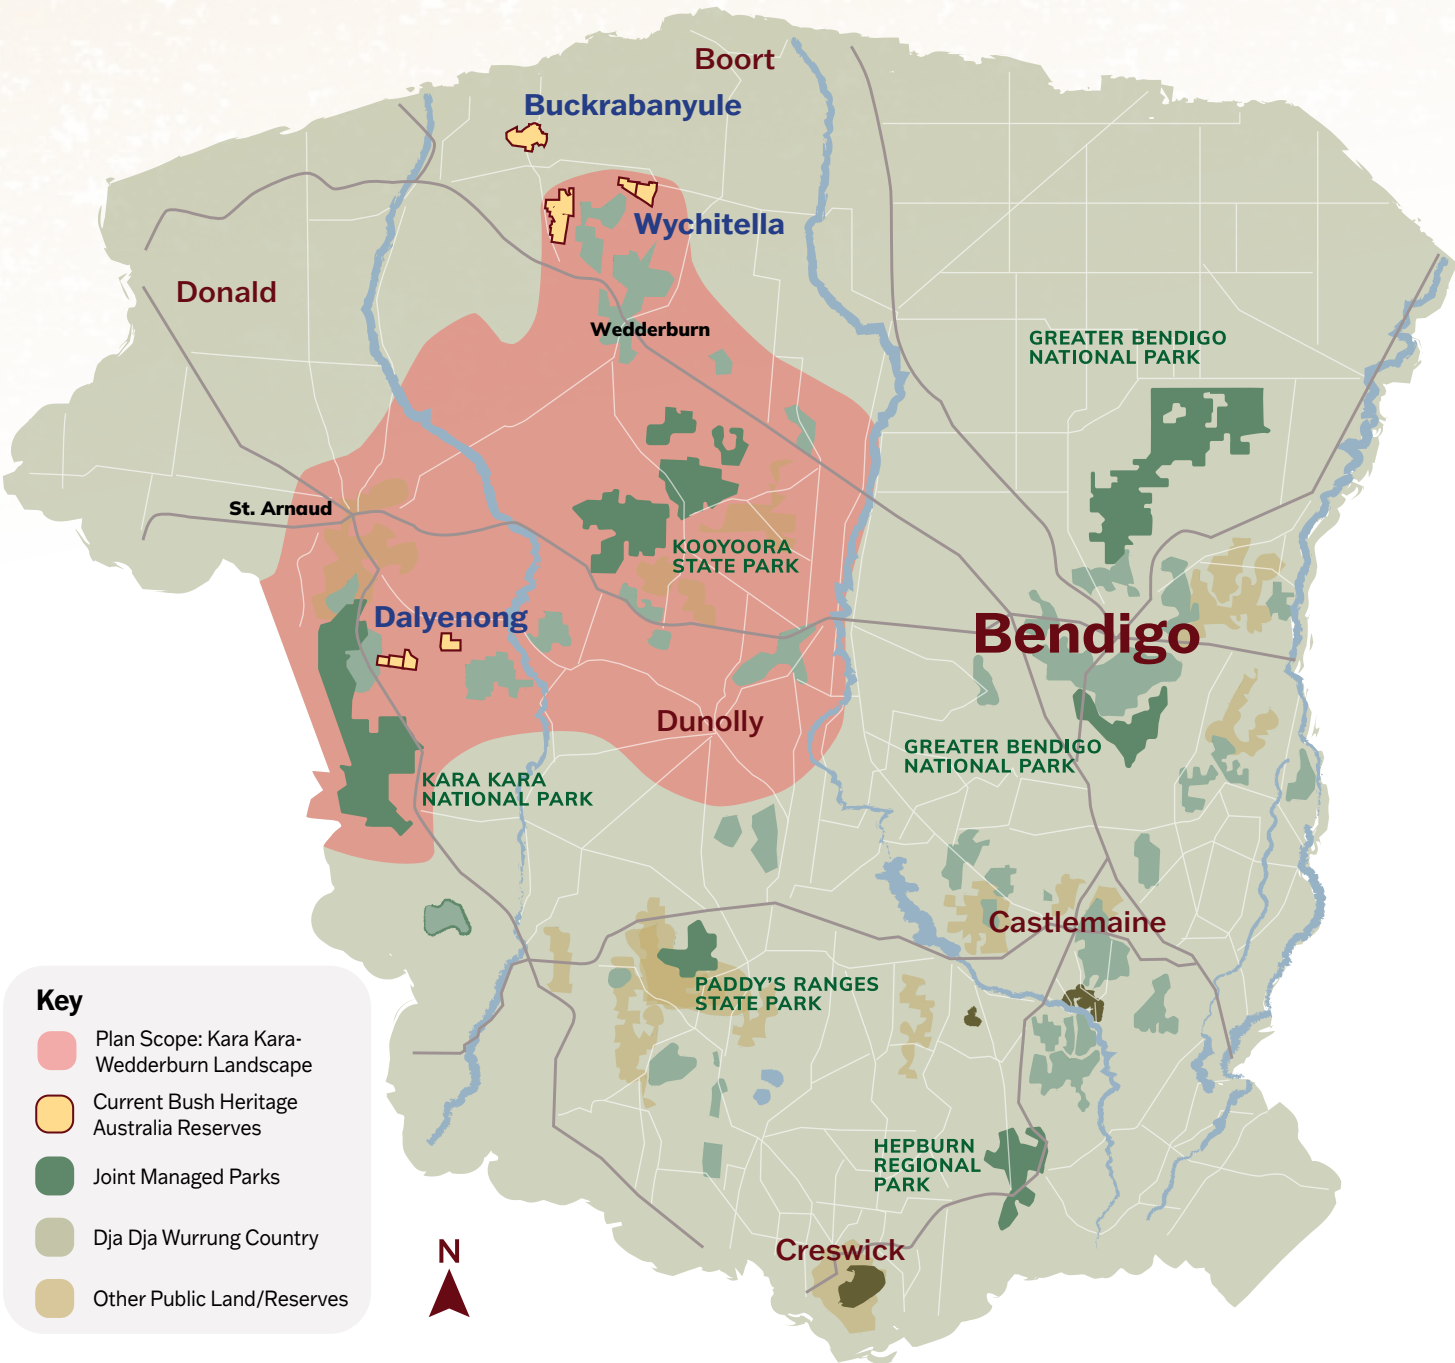 Boort
Buckrabanyule
Wychitella
Donald
Wedderburn
GREATER BENDIGO
NATIONAL PARK
St. Arnaud
KOOYOORA
STATE PARK
Dalyenong
Bendigo
Dunolly
GREATER BENDIGO
NATIONAL PARK
KARA KARA
NATIONAL PARK
Castlemaine
PADDY'S RANGES
STATE PARK
HEPBURN
REGIONAL
PARK
Creswick
Key
Plan Scope: Kara Kara-
Wedderburn Landscape
Current Bush Heritage
Australia Reserves
Joint Managed Parks
Dja Dja Wurrung Country
Other Public Land/Reserves
N